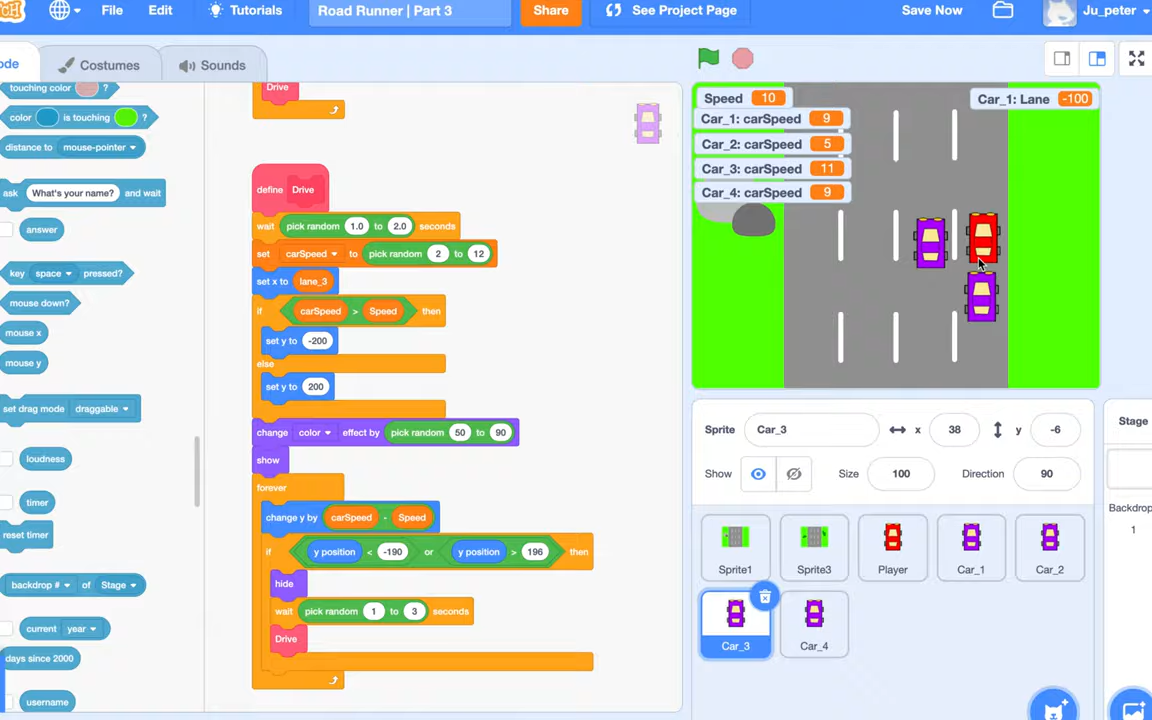 File Edit Tutorials Road Runner | Part 3 Share See Project Page Save Now Ju_peter
Costumes Sounds
touching color ?
color is touching ?
distance to mouse-pointer
ask What's your name? and wait
answer
key space pressed?
mouse down?
mouse x
mouse y
set drag mode draggable
loudness
timer
reset timer
backdrop # of Stage
current year
days since 2000
username
Drive
define Drive
wait pick random 1.0 to 2.0 seconds
set carSpeed to pick random 2 to 12
set x to lane_3
if carSpeed > Speed then
set y to -200
else
set y to 200
change color effect by pick random 50 to 90
show
forever
change y by carSpeed - Speed
if y position < -190 or y position > 196 then
hide
wait pick random 1 to 3 seconds
Drive
Speed 10
Car_1: Lane -100
Car_1: carSpeed 9
Car_2: carSpeed 5
Car_3: carSpeed 11
Car_4: carSpeed 9
Sprite Car_3 x 38 y -6
Show Size 100 Direction 90
Sprite1 Sprite3 Player Car_1 Car_2
Car_3 Car_4
Stage
Backdrop
1